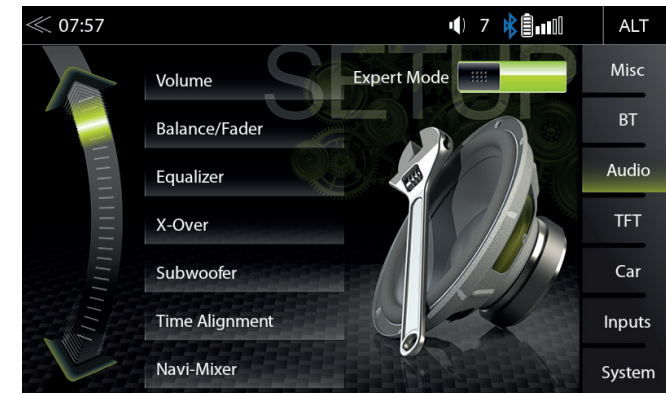 07:57 7 ALT
SETUP
Volume
Expert Mode
Balance/Fader
Equalizer
X-Over
Subwoofer
Time Alignment
Navi-Mixer
Misc
BT
Audio
TFT
Car
Inputs
System